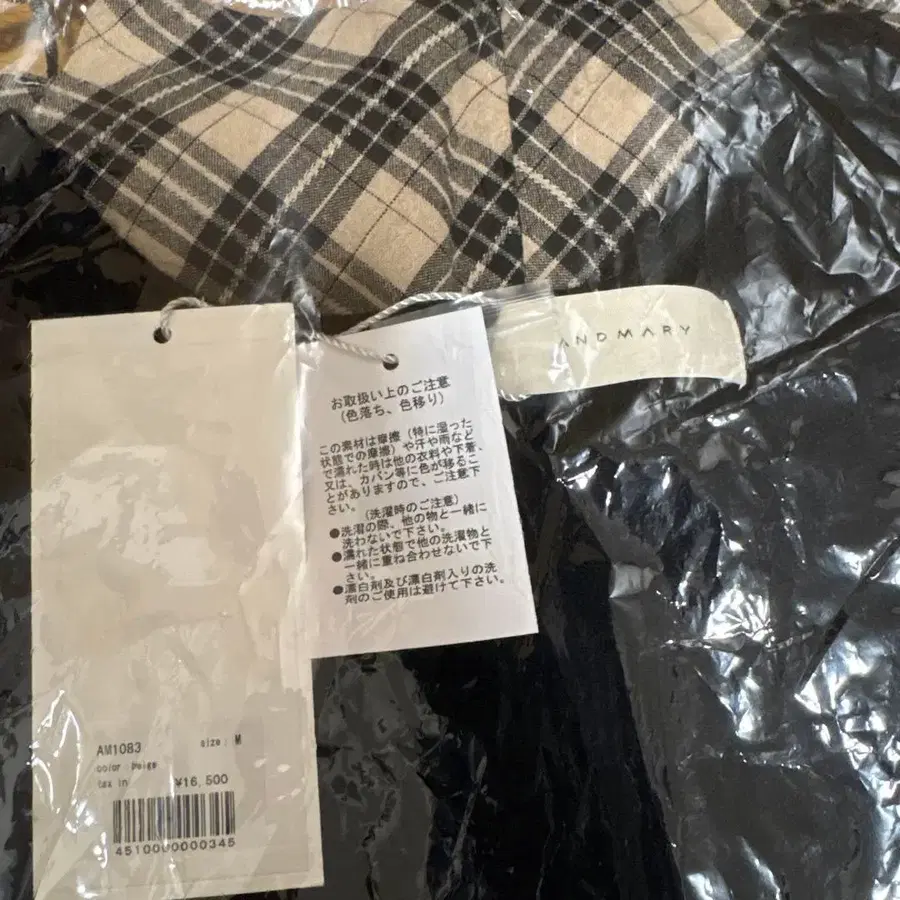 ANDMARY
お取扱い上のご注意
(色落ち、色移り)
この素材は摩擦(特に湿った
状態での摩擦)や汗や雨など
で濡れた時は他の衣料や下着、
又は、カバン等に色が移るこ
とがありますので、ご注意下
さい。
(洗濯時のご注意)
●洗濯の際、他の物と一緒に
洗わないで下さい。
●濡れた状態で他の洗濯物と
一緒に重ね合わせないで下
さい。
●漂白剤及び漂白剤入りの洗
剤のご使用は避けて下さい。
AM1083 size: M
color beige
tax in ¥16,500
4510000000345